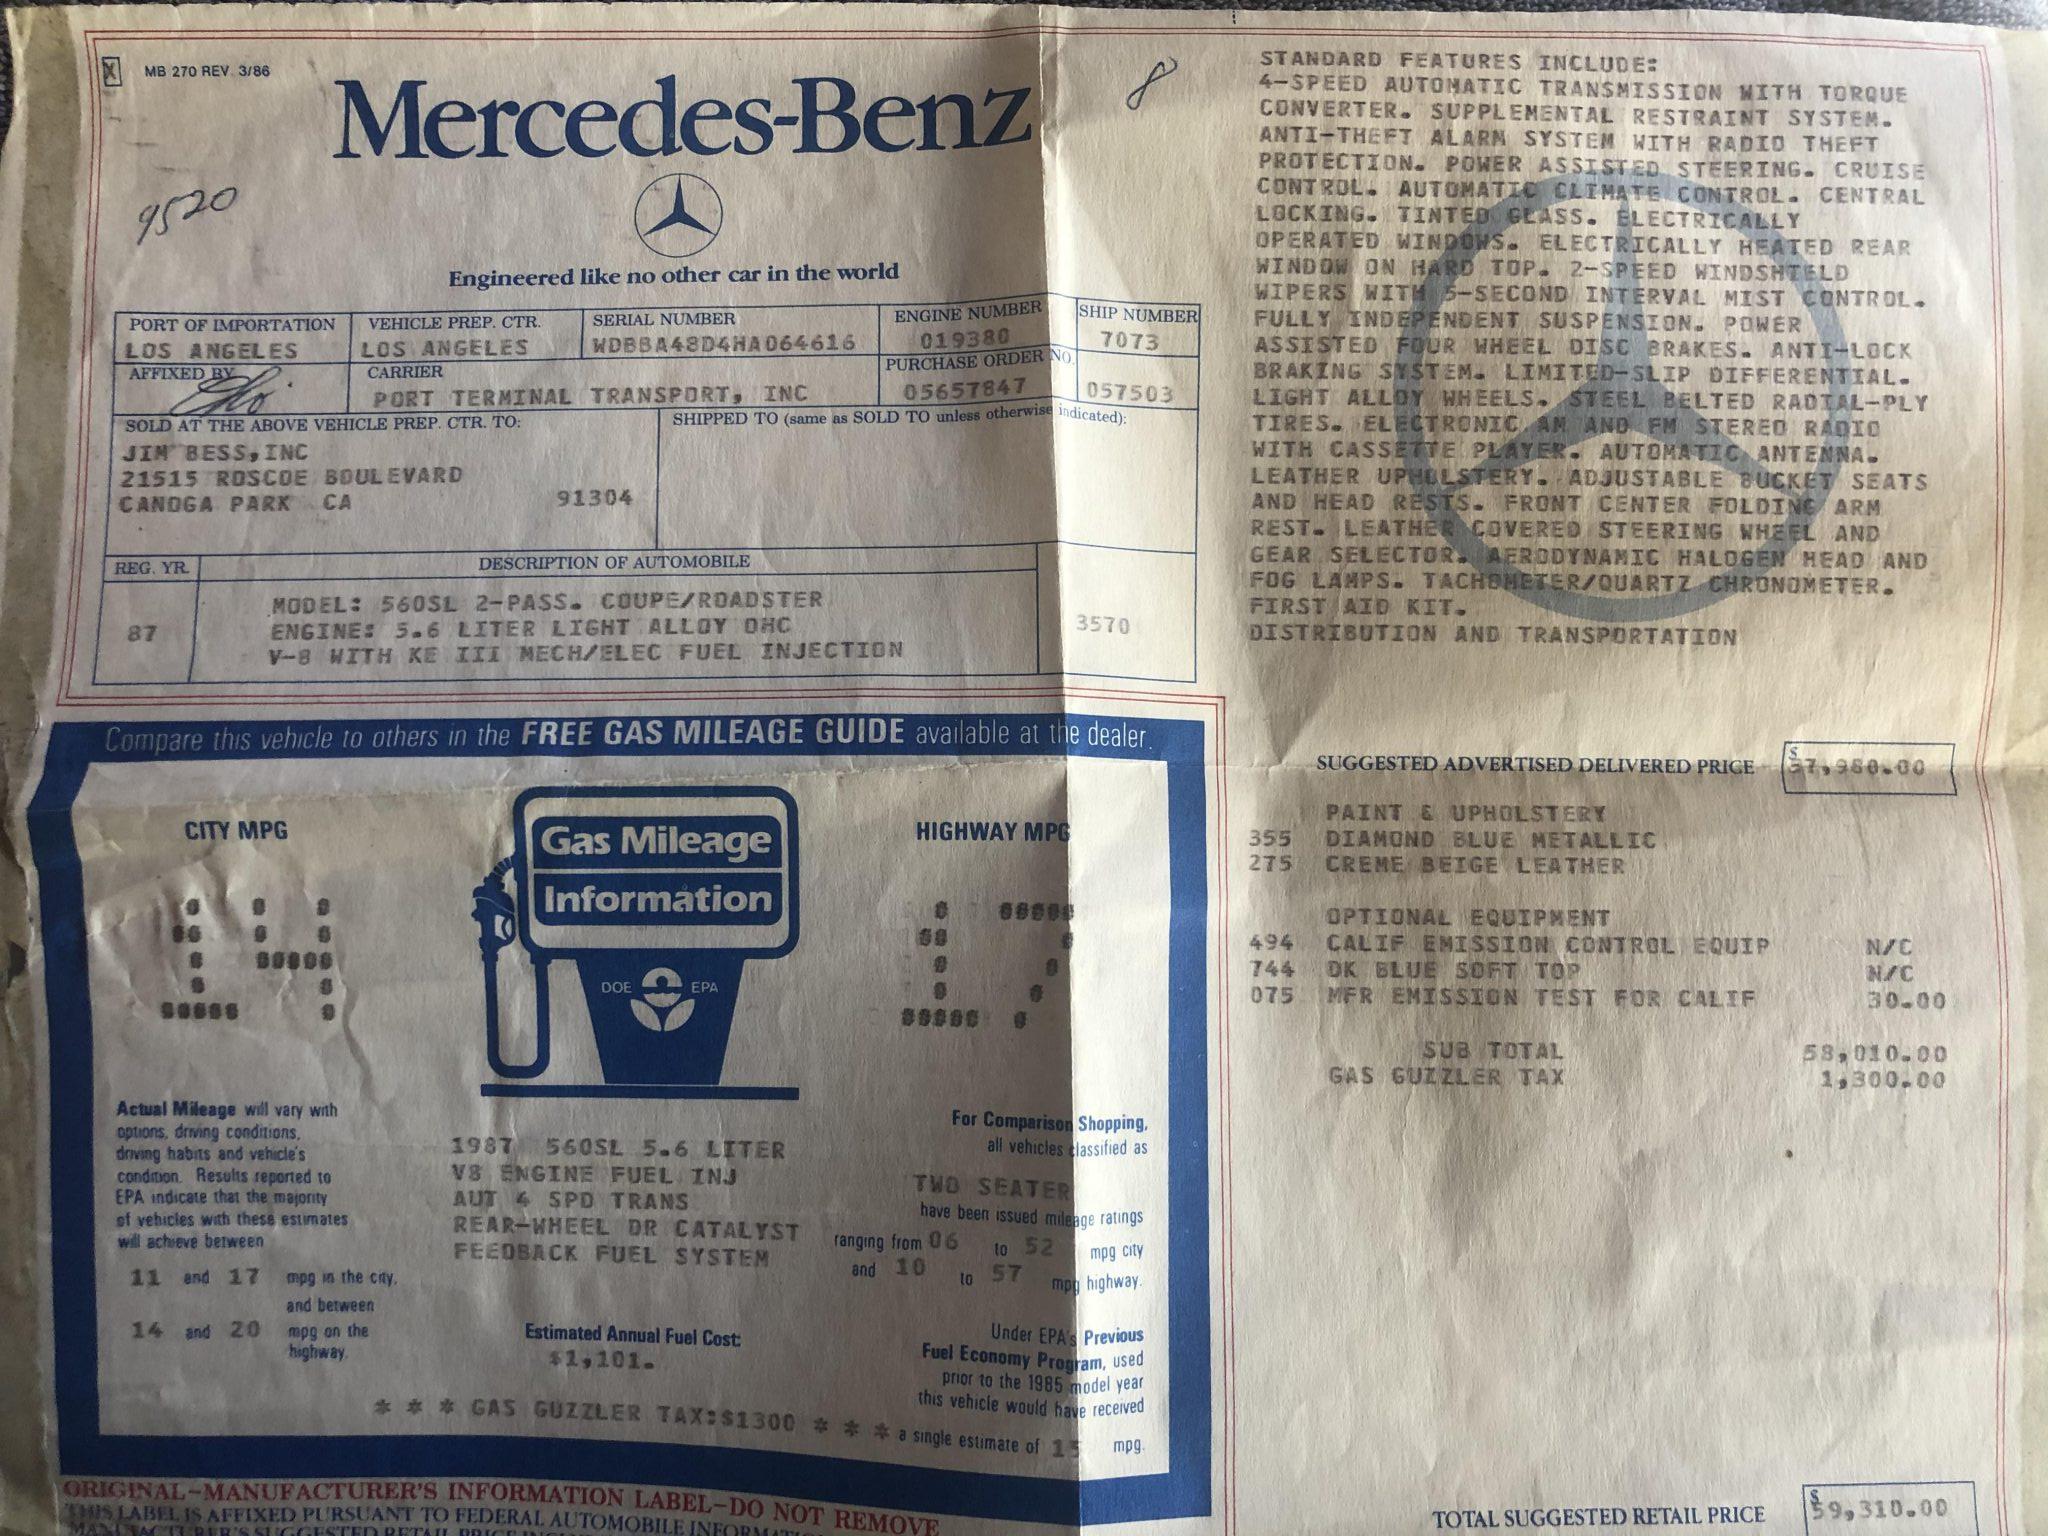 X
MB 270 REV. 3/86
Mercedes-Benz
9520
8
Engineered like no other car in the world
PORT OF IMPORTATION
LOS ANGELES
VEHICLE PREP. CTR.
LOS ANGELES
SERIAL NUMBER
WDBBA48D4HA064616
ENGINE NUMBER
019380
SHIP NUMBER
7073
AFFIXED BY
CARRIER
PORT TERMINAL TRANSPORT, INC
PURCHASE ORDER NO.
05657847
057503
SOLD AT THE ABOVE VEHICLE PREP. CTR. TO:
JIM BESS,INC
21515 ROSCOE BOULEVARD
CANOGA PARK CA 91304
SHIPPED TO (same as SOLD TO unless otherwise indicated):
REG. YR.
87
DESCRIPTION OF AUTOMOBILE
MODEL: 560SL 2-PASS. COUPE/ROADSTER
ENGINE: 5.6 LITER LIGHT ALLOY OHC
V-8 WITH KE III MECH/ELEC FUEL INJECTION
3570
Compare this vehicle to others in the FREE GAS MILEAGE GUIDE available at the dealer.
CITY MPG
14
Gas Mileage
Information
DOE EPA
HIGHWAY MPG
17
Actual Mileage will vary with
options, driving conditions,
driving habits and vehicle's
condition. Results reported to
EPA indicate that the majority
of vehicles with these estimates
will achieve between
11 and 17 mpg in the city,
and between
14 and 20 mpg on the
highway.
1987 560SL 5.6 LITER
V8 ENGINE FUEL INJ
AUT 4 SPD TRANS
REAR-WHEEL DR CATALYST
FEEDBACK FUEL SYSTEM
Estimated Annual Fuel Cost:
$1,101.
* * * GAS GUZZLER TAX:$1300 * * *
For Comparison Shopping,
all vehicles classified as
TWO SEATER
have been issued mileage ratings
ranging from 06 to 52 mpg city
and 10 to 57 mpg highway.
Under EPA's Previous
Fuel Economy Program, used
prior to the 1985 model year
this vehicle would have received
a single estimate of 15 mpg.
ORIGINAL-MANUFACTURER'S INFORMATION LABEL-DO NOT REMOVE
THIS LABEL IS AFFIXED PURSUANT TO FEDERAL AUTOMOBILE
STANDARD FEATURES INCLUDE:
4-SPEED AUTOMATIC TRANSMISSION WITH TORQUE
CONVERTER. SUPPLEMENTAL RESTRAINT SYSTEM.
ANTI-THEFT ALARM SYSTEM WITH RADIO THEFT
PROTECTION. POWER ASSISTED STEERING. CRUISE
CONTROL. AUTOMATIC CLIMATE CONTROL. CENTRAL
LOCKING. TINTED GLASS. ELECTRICALLY
OPERATED WINDOWS. ELECTRICALLY HEATED REAR
WINDOW ON HARD TOP. 2-SPEED WINDSHIELD
WIPERS WITH 5-SECOND INTERVAL MIST CONTROL.
FULLY INDEPENDENT SUSPENSION. POWER
ASSISTED FOUR WHEEL DISC BRAKES. ANTI-LOCK
BRAKING SYSTEM. LIMITED-SLIP DIFFERENTIAL.
LIGHT ALLOY WHEELS. STEEL BELTED RADIAL-PLY
TIRES. ELECTRONIC AM AND FM STEREO RADIO
WITH CASSETTE PLAYER. AUTOMATIC ANTENNA.
LEATHER UPHOLSTERY. ADJUSTABLE BUCKET SEATS
AND HEAD RESTS. FRONT CENTER FOLDING ARM
REST. LEATHER COVERED STEERING WHEEL AND
GEAR SELECTOR. AERODYNAMIC HALOGEN HEAD AND
FOG LAMPS. TACHOMETER/QUARTZ CHRONOMETER.
FIRST AID KIT.
DISTRIBUTION AND TRANSPORTATION
SUGGESTED ADVERTISED DELIVERED PRICE $57,980.00
PAINT & UPHOLSTERY
355 DIAMOND BLUE METALLIC
275 CREME BEIGE LEATHER
OPTIONAL EQUIPMENT
494 CALIF EMISSION CONTROL EQUIP N/C
744 DK BLUE SOFT TOP N/C
075 MFR EMISSION TEST FOR CALIF 30.00
SUB TOTAL 58,010.00
GAS GUZZLER TAX 1,300.00
TOTAL SUGGESTED RETAIL PRICE $59,310.00